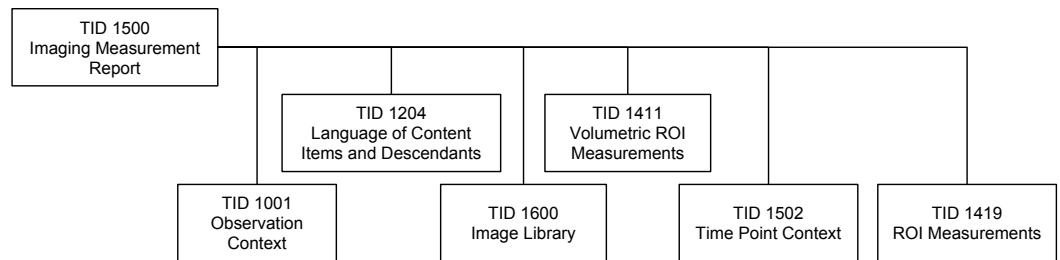 TID 1500
Imaging Measurement
Report
TID 1204
Language of Content
Items and Descendants
TID 1411
Volumetric ROI
Measurements
TID 1001
Observation
Context
TID 1600
Image Library
TID 1502
Time Point Context
TID 1419
ROI Measurements